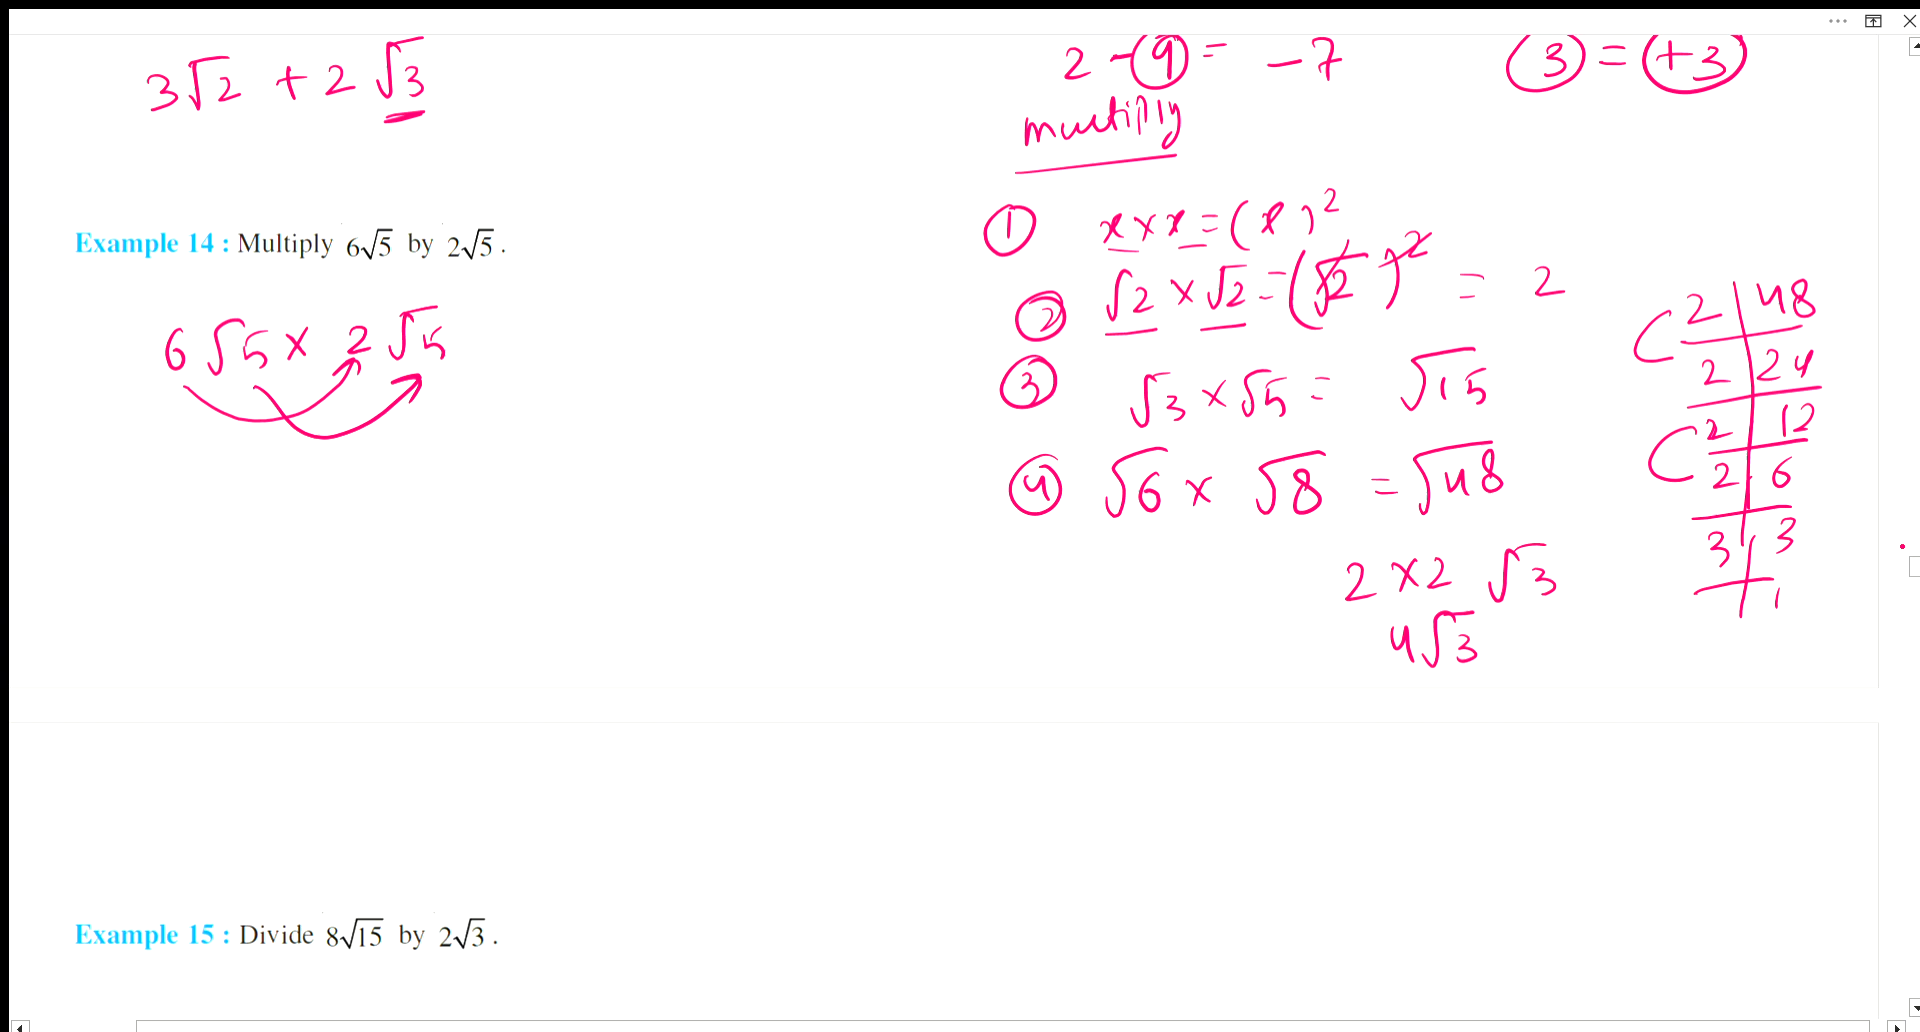 3√2 + 2√3
2 - 9 = -7
3 = +3
multiply
Example 14 : Multiply 6√5 by 2√5 .
6√5 × 2√5
① x × x = (x)²
② √2 × √2 = (√2)² = 2
③ √3 × √5 = √15
④ √6 × √8 = √48
2 × 2 √3
4√3
2 | 48
2 | 24
2 | 12
2 | 6
3 | 3
1
Example 15 : Divide 8√15 by 2√3 .